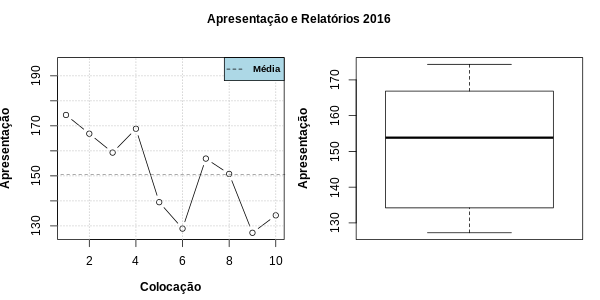 Apresentação e Relatórios 2016
Apresentação
130
150
170
190
Média
2
4
6
8
10
Colocação
Apresentação
130
140
150
160
170